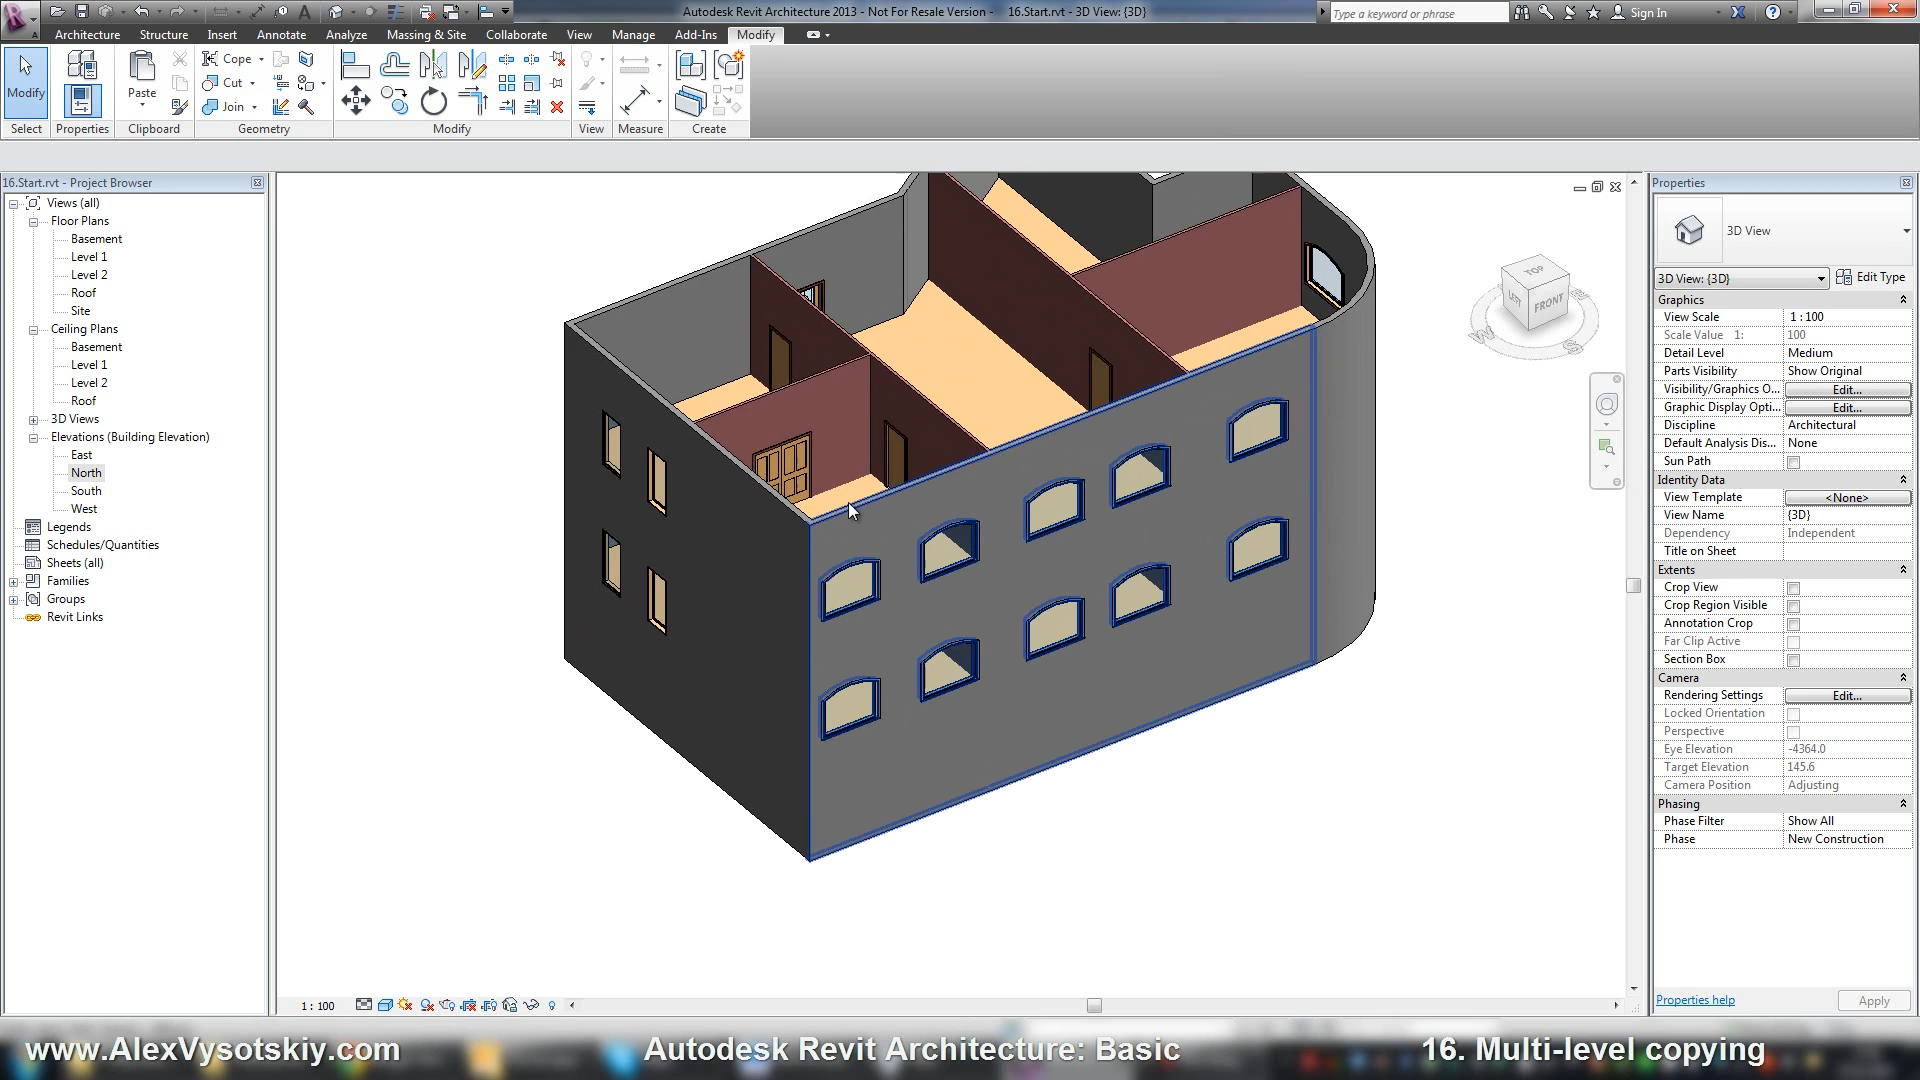 Autodesk Revit Architecture 2013 - Not For Resale Version - 16.Start.rvt - 3D View: {3D}
Type a keyword or phrase
Sign In
Architecture Structure Insert Annotate Analyze Massing & Site Collaborate View Manage Add-Ins Modify
Modify
Paste
Cope
Cut
Join
Select Properties Clipboard Geometry Modify View Measure Create
16.Start.rvt - Project Browser
Views (all)
Floor Plans
Basement
Level 1
Level 2
Roof
Site
Ceiling Plans
Basement
Level 1
Level 2
Roof
3D Views
Elevations (Building Elevation)
East
North
South
West
Legends
Schedules/Quantities
Sheets (all)
Families
Groups
Revit Links
TOP
LEFT
FRONT
W
S
1 : 100
Properties
3D View
3D View: {3D}
Edit Type
Graphics
View Scale 1 : 100
Scale Value 1: 100
Detail Level Medium
Parts Visibility Show Original
Visibility/Graphics O... Edit...
Graphic Display Opti... Edit...
Discipline Architectural
Default Analysis Dis... None
Sun Path
Identity Data
View Template <None>
View Name {3D}
Dependency Independent
Title on Sheet
Extents
Crop View
Crop Region Visible
Annotation Crop
Far Clip Active
Section Box
Camera
Rendering Settings Edit...
Locked Orientation
Perspective
Eye Elevation -4364.0
Target Elevation 145.6
Camera Position Adjusting
Phasing
Phase Filter Show All
Phase New Construction
Properties help
Apply
www.AlexVysotskiy.com
Autodesk Revit Architecture: Basic
16. Multi-level copying